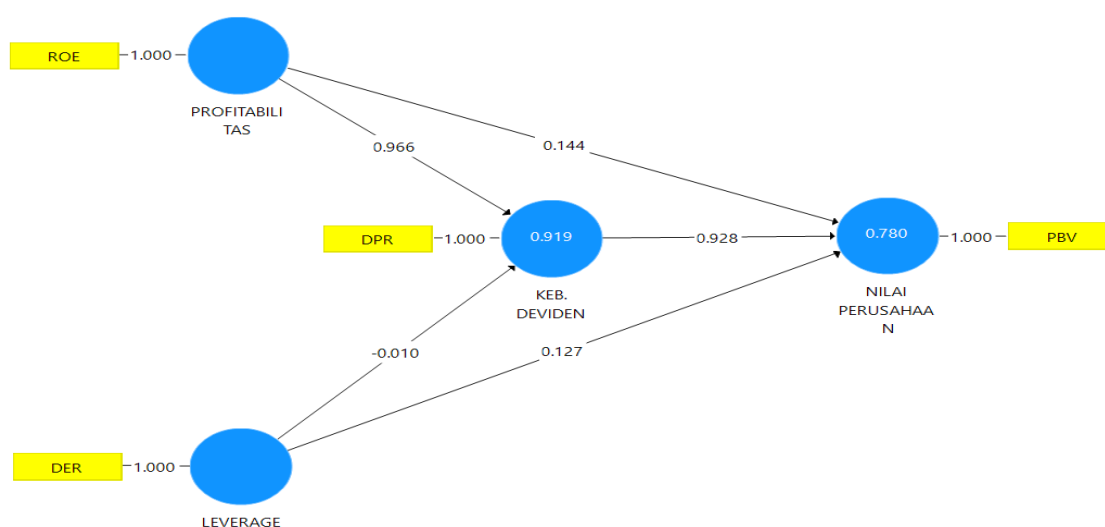 ROE
1.000
PROFITABILI
TAS
0.966
0.144
DPR
1.000
0.919
KEB.
DEVIDEN
0.928
0.780
NILAI
PERUSAHAA
N
1.000
PBV
-0.010
0.127
DER
1.000
LEVERAGE